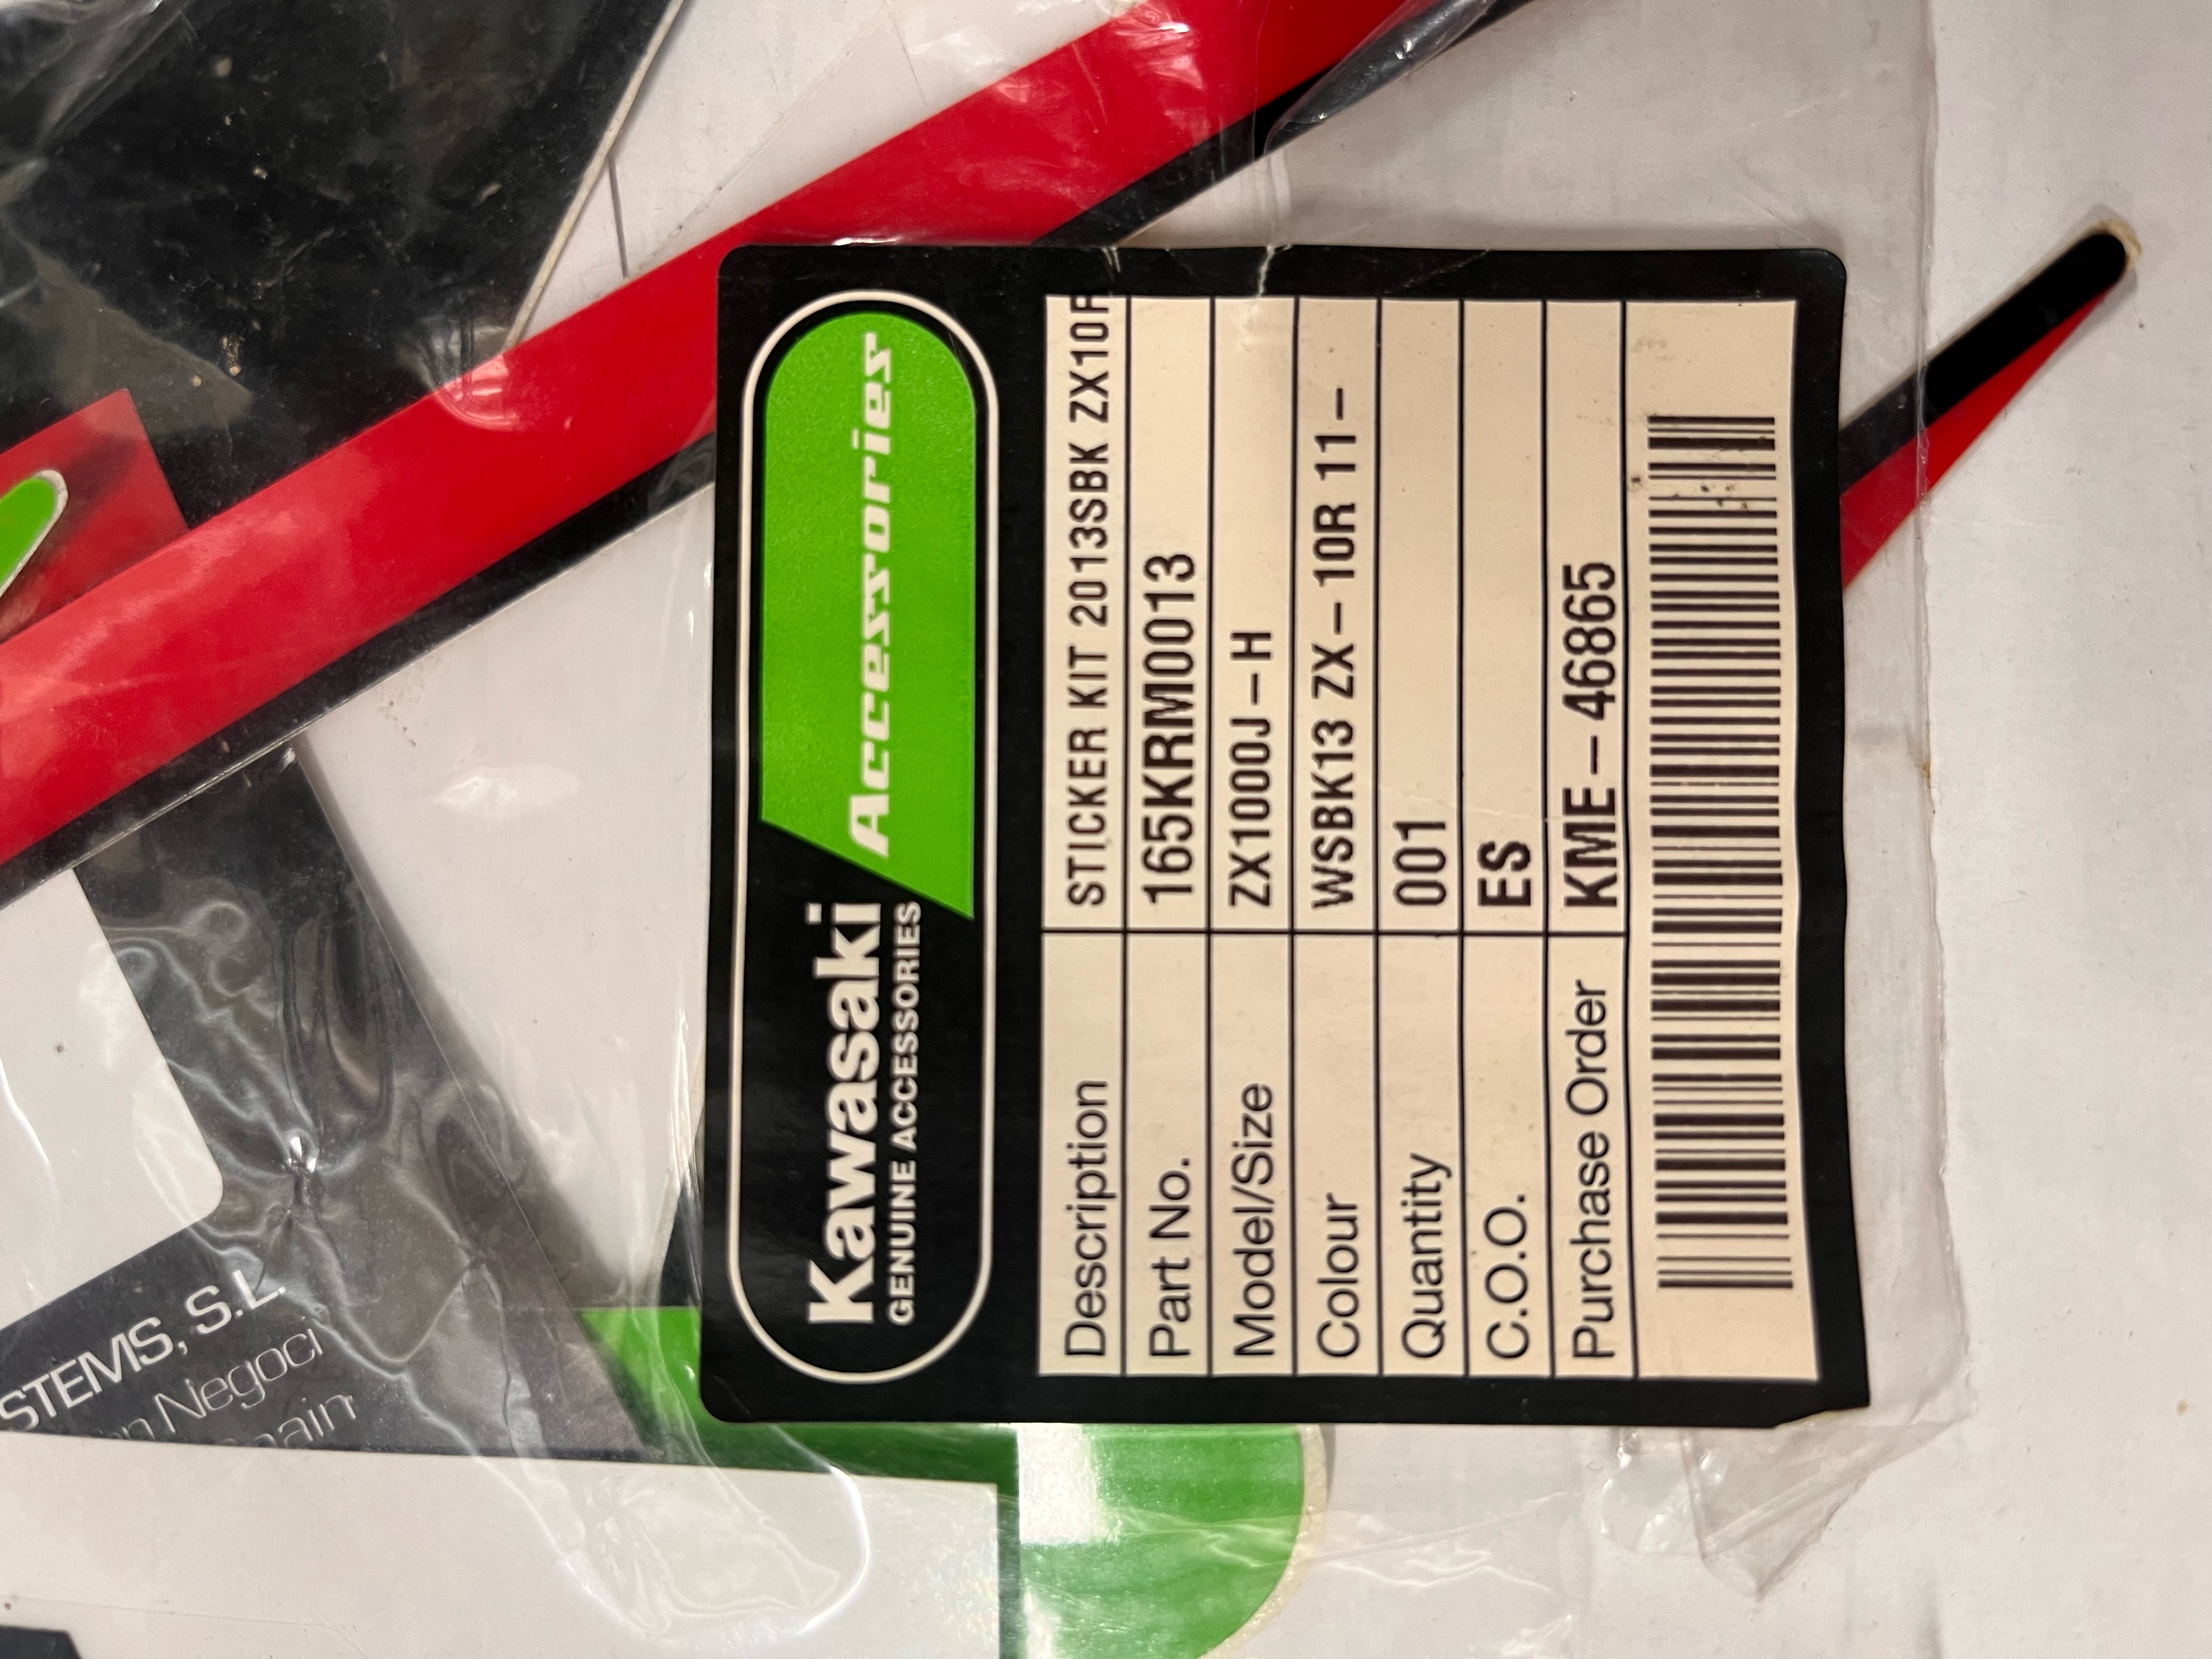 Kawasaki Accessories
GENUINE ACCESSORIES
Description STICKER KIT 2013SBK ZX10R
Part No. 165KRM0013
Model/Size ZX1000J-H
Colour WSBK13 ZX-10R 11-
Quantity 001
C.O.O. ES
Purchase Order KME-46865
STEMS, S.L.
Negoci